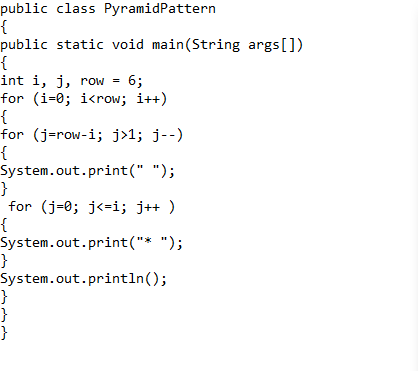 public class PyramidPattern
{
public static void main(String args[])
{
int i, j, row = 6;
for (i=0; i<row; i++)
{
for (j=row-i; j>1; j--)
{
System.out.print(" ");
}
 for (j=0; j<=i; j++ )
{
System.out.print("* ");
}
System.out.println();
}
}
}